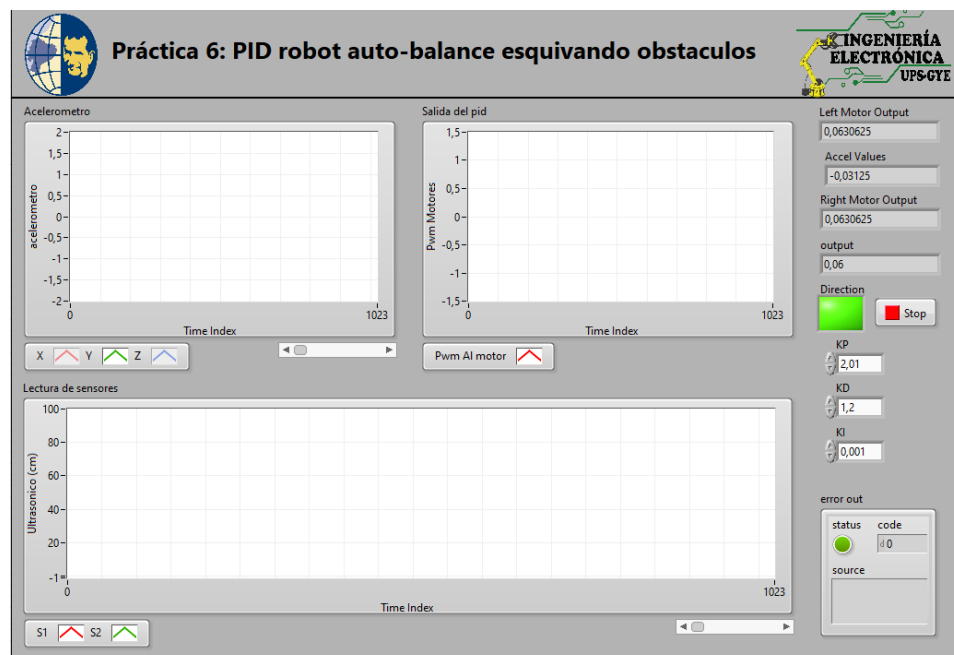 Práctica 6: PID robot auto-balance esquivando obstaculos
INGENIERÍA
ELECTRÓNICA
UPS-GYE
Acelerometro
acelerometro
2
1,5
1
0,5
0
-0,5
-1
-1,5
-2
0
1023
Time Index
X Y Z
Salida del pid
Pwm Motores
1,5
1
0,5
0
-0,5
-1
-1,5
0
1023
Time Index
Pwm Al motor
Lectura de sensores
Ultrasonico (cm)
100
80
60
40
20
-1
0
1023
Time Index
S1 S2
Left Motor Output
0,0630625
Accel Values
-0,03125
Right Motor Output
0,0630625
output
0,06
Direction
Stop
KP
2,01
KD
1,2
KI
0,001
error out
status code
d 0
source